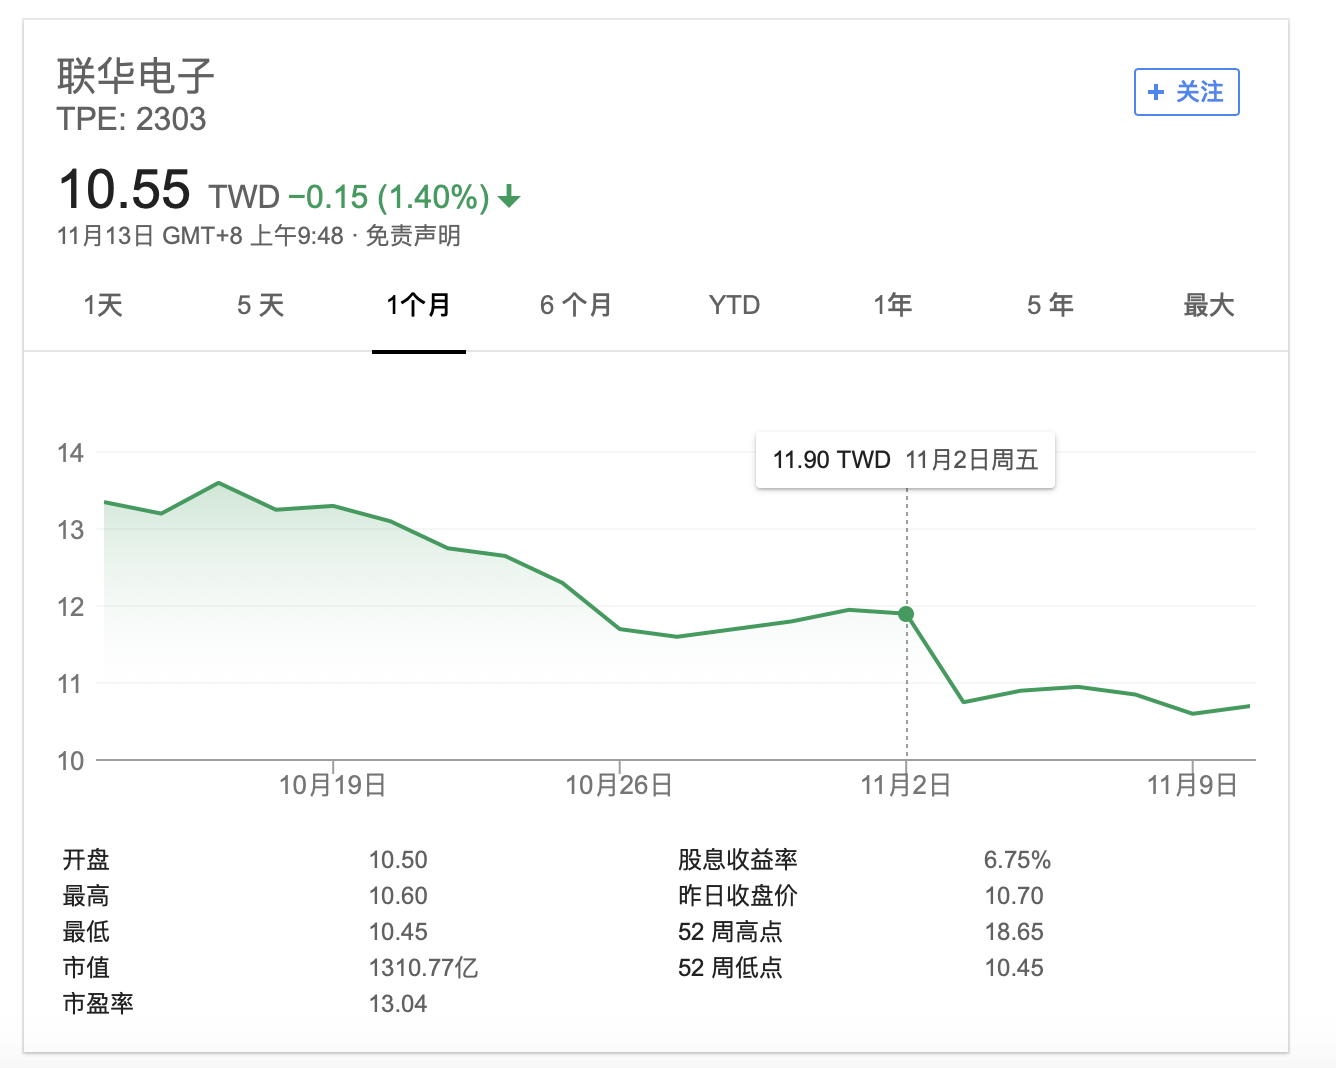 联华电子
TPE: 2303
+ 关注
10.55 TWD −0.15 (1.40%)
11月13日 GMT+8 上午9:48 · 免责声明
1天 5 天 1个月 6 个月 YTD 1年 5 年 最大
11.90 TWD 11月2日周五
14
13
12
11
10
10月19日 10月26日 11月2日 11月9日
开盘 10.50 股息收益率 6.75%
最高 10.60 昨日收盘价 10.70
最低 10.45 52 周高点 18.65
市值 1310.77亿 52 周低点 10.45
市盈率 13.04